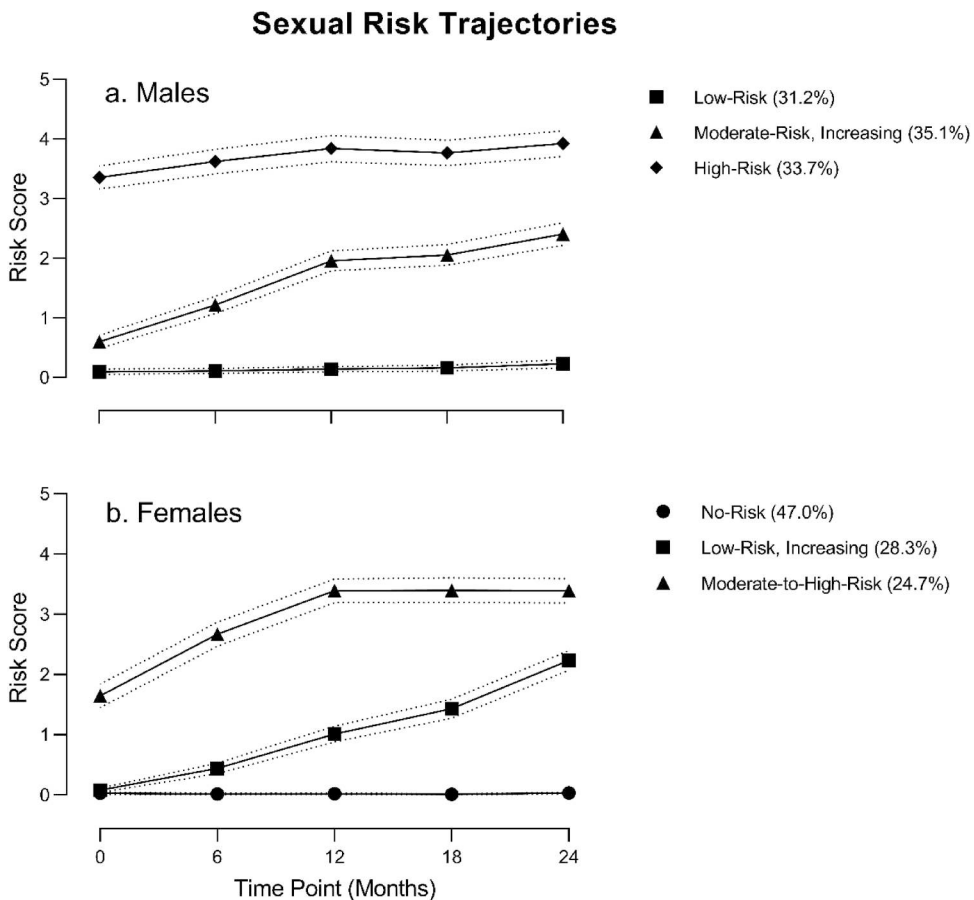 Sexual Risk Trajectories
a. Males
5
4
3
2
1
0
Risk Score
Low-Risk (31.2%)
Moderate-Risk, Increasing (35.1%)
High-Risk (33.7%)
b. Females
5
4
3
2
1
0
Risk Score
No-Risk (47.0%)
Low-Risk, Increasing (28.3%)
Moderate-to-High-Risk (24.7%)
0 6 12 18 24
Time Point (Months)